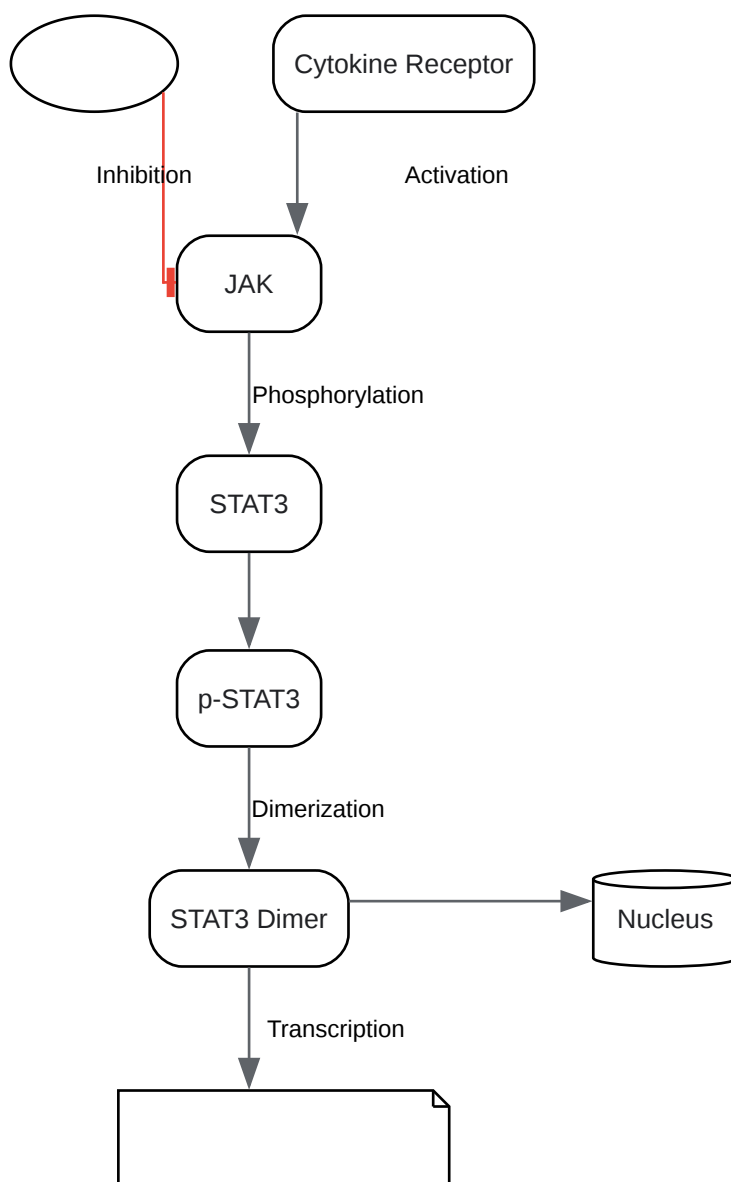 Cytokine Receptor
Inhibition
Activation
JAK
Phosphorylation
STAT3
p-STAT3
Dimerization
STAT3 Dimer
Nucleus
Transcription